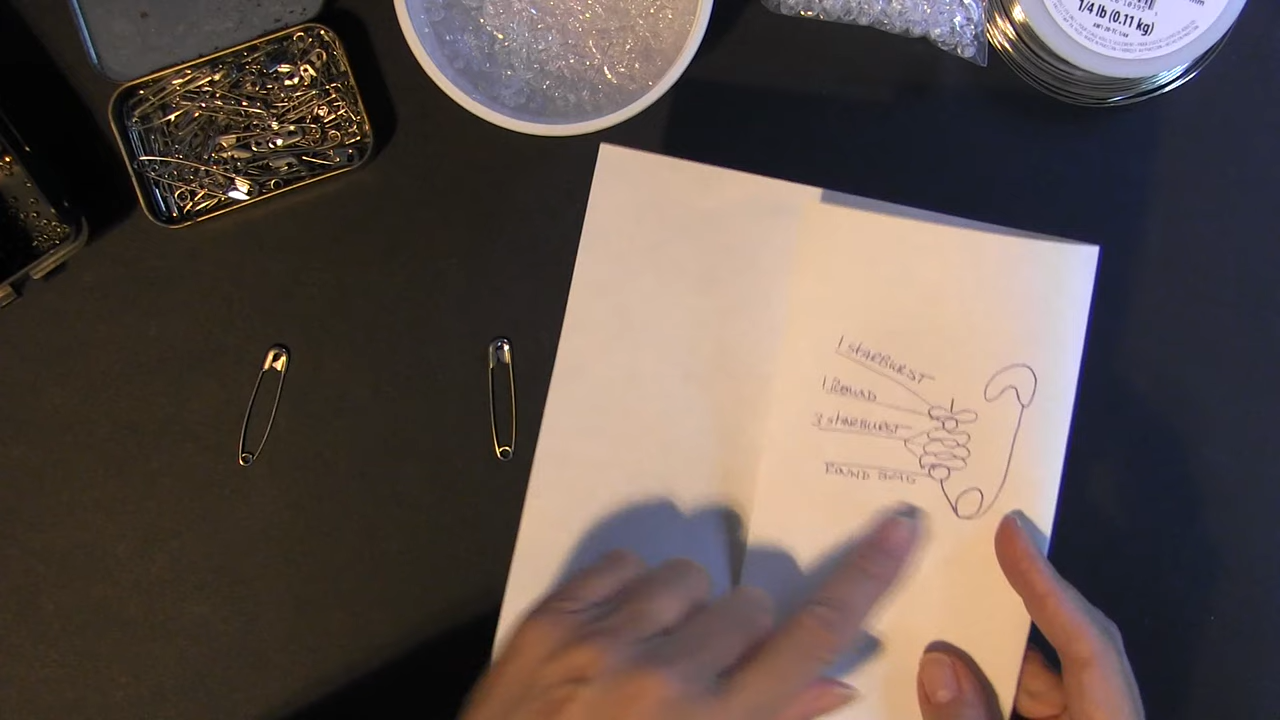 1/4 lb (0.11 kg)
1 STARBURST
1 ROUND
3 STARBURST
ROUND BEAD